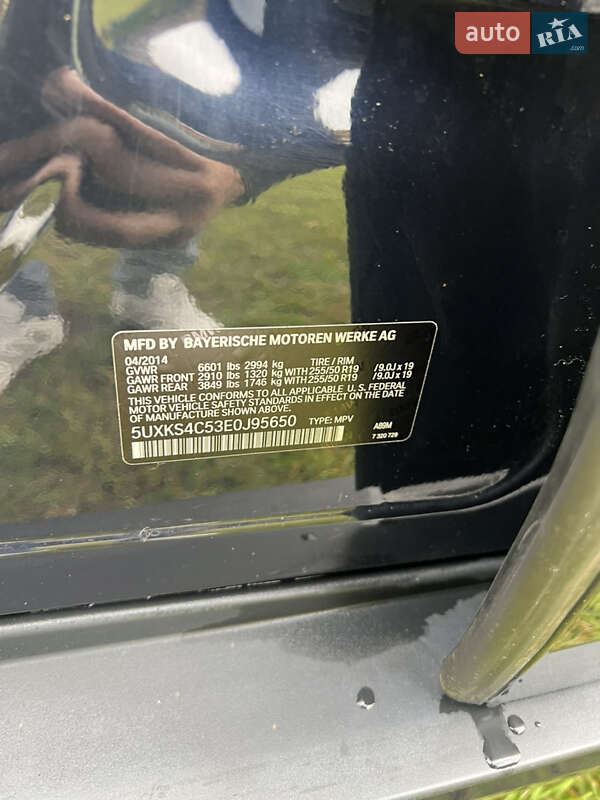 auto RIA .com
MFD BY BAYERISCHE MOTOREN WERKE AG
04/2014 TIRE / RIM
GVWR 6601 lbs 2994 kg
GAWR FRONT 2910 lbs 1320 kg WITH 255/50 R19 /9.0J x 19
GAWR REAR 3849 lbs 1746 kg WITH 255/50 R19 /9.0J x 19
THIS VEHICLE CONFORMS TO ALL APPLICABLE U.S. FEDERAL
MOTOR VEHICLE SAFETY STANDARDS IN EFFECT ON THE DATE
OF MANUFACTURE SHOWN ABOVE.
5UXKS4C53E0J95650 TYPE: MPV A89M
7 320 729